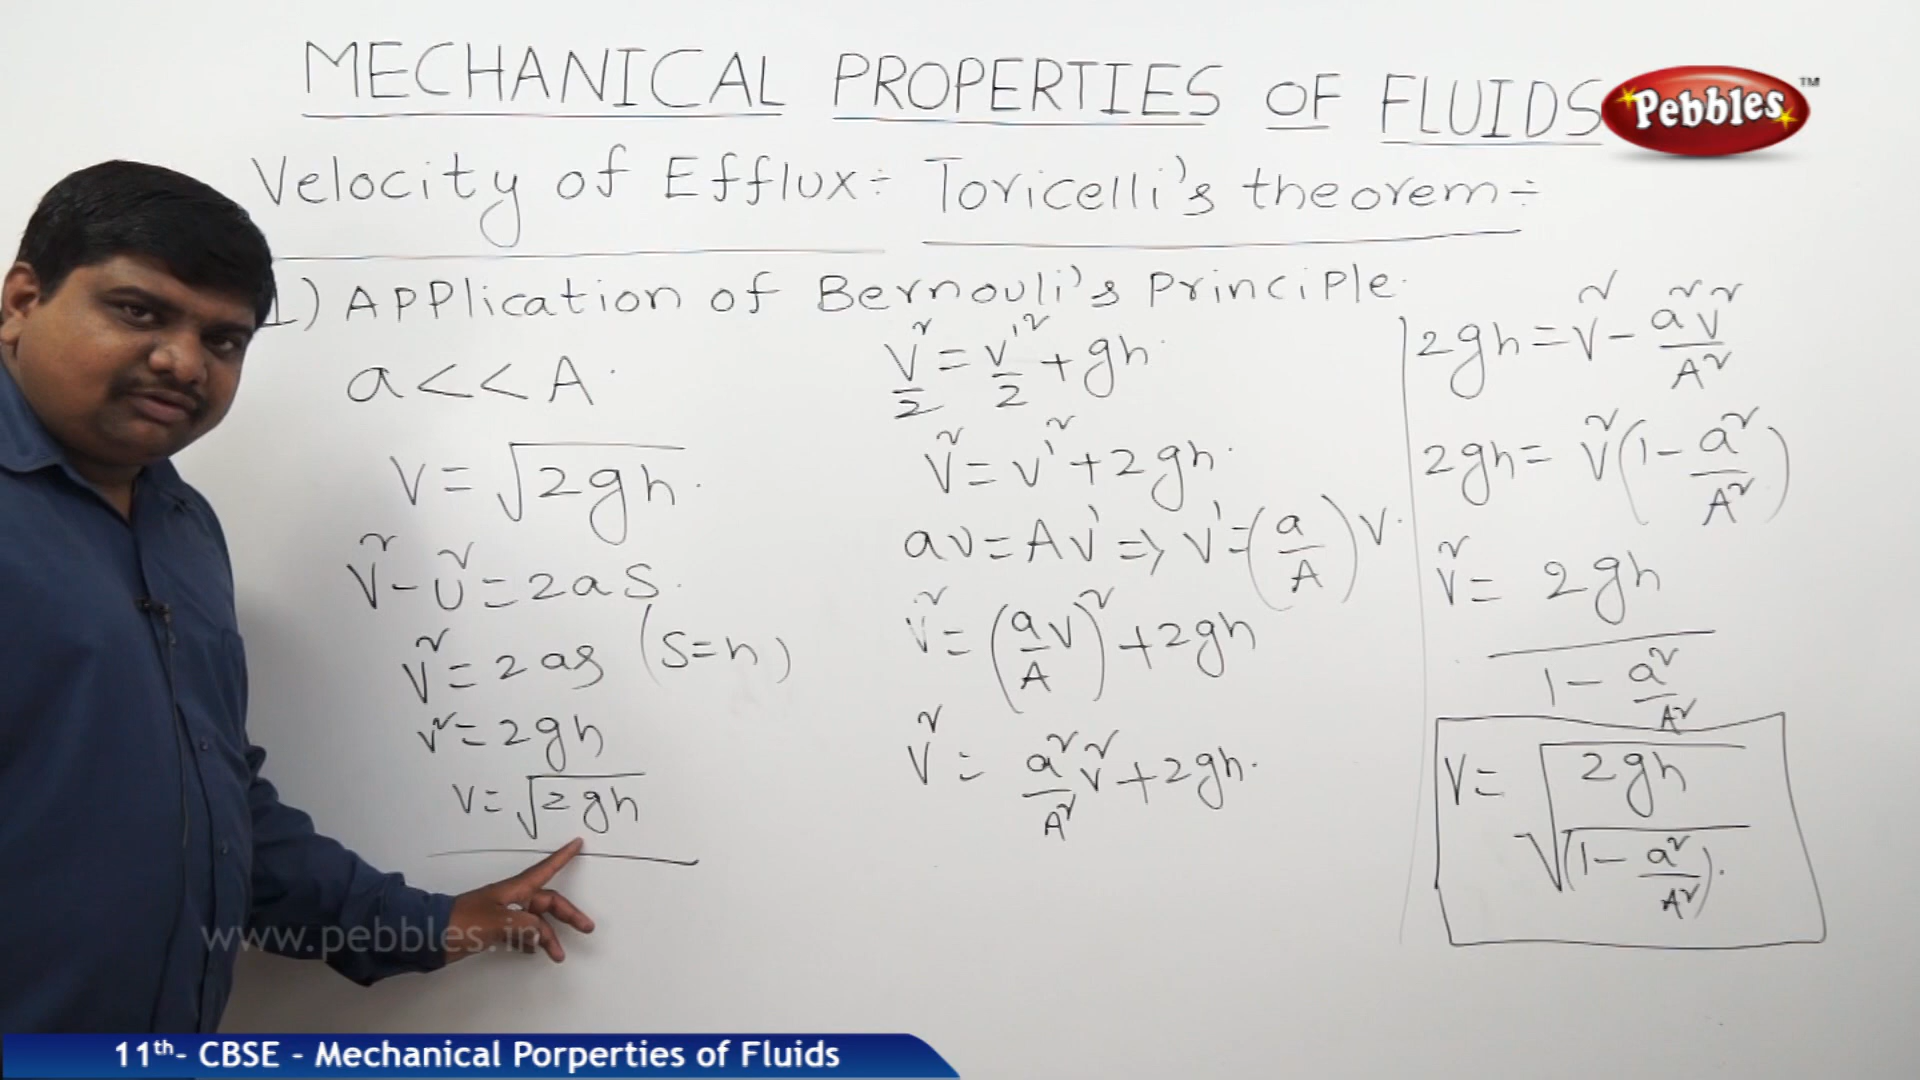 MECHANICAL PROPERTIES OF FLUIDS
Pebbles™
Velocity of Efflux:- Toricelli's theorem:-
1) Application of Bernouli's Principle.
a << A.
V = √2gh.
V² - U² = 2aS.
V² = 2as (S=h)
V² = 2gh
V = √2gh
V²/2 = V'²/2 + gh.
V² = V'² + 2gh.
av = AV' => V' = (a/A) V.
V² = (a/A V)² + 2gh
V² = a²/A² V² + 2gh.
2gh = V² - a²V²/A²
2gh = V² (1 - a²/A²)
V² = 2gh / 1 - a²/A²
V = √2gh / √(1 - a²/A²).
www.pebbles.in
11th- CBSE - Mechanical Porperties of Fluids